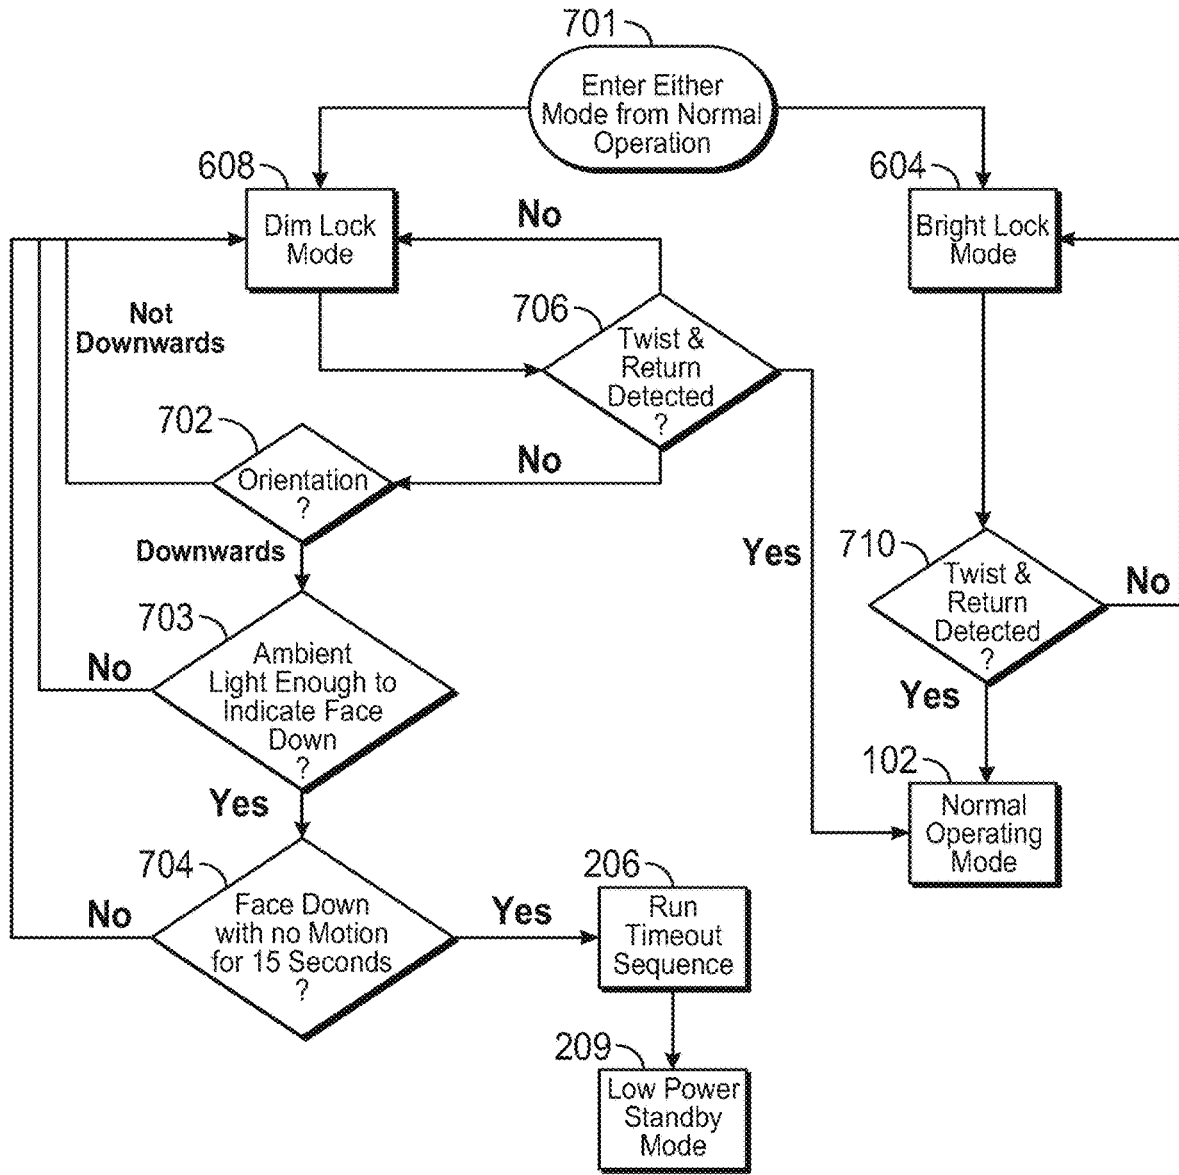 701
Enter Either
Mode from Normal
Operation
608
Dim Lock
Mode
No
604
Bright Lock
Mode
Not
Downwards
706
Twist &
Return
Detected
?
702
Orientation
?
No
Downwards
Yes
710
Twist &
Return
Detected
?
No
703
Ambient
Light Enough to
Indicate Face
Down
?
No
Yes
Yes
102
Normal
Operating
Mode
704
Face Down
with no Motion
for 15 Seconds
?
No
Yes
206
Run
Timeout
Sequence
209
Low Power
Standby
Mode